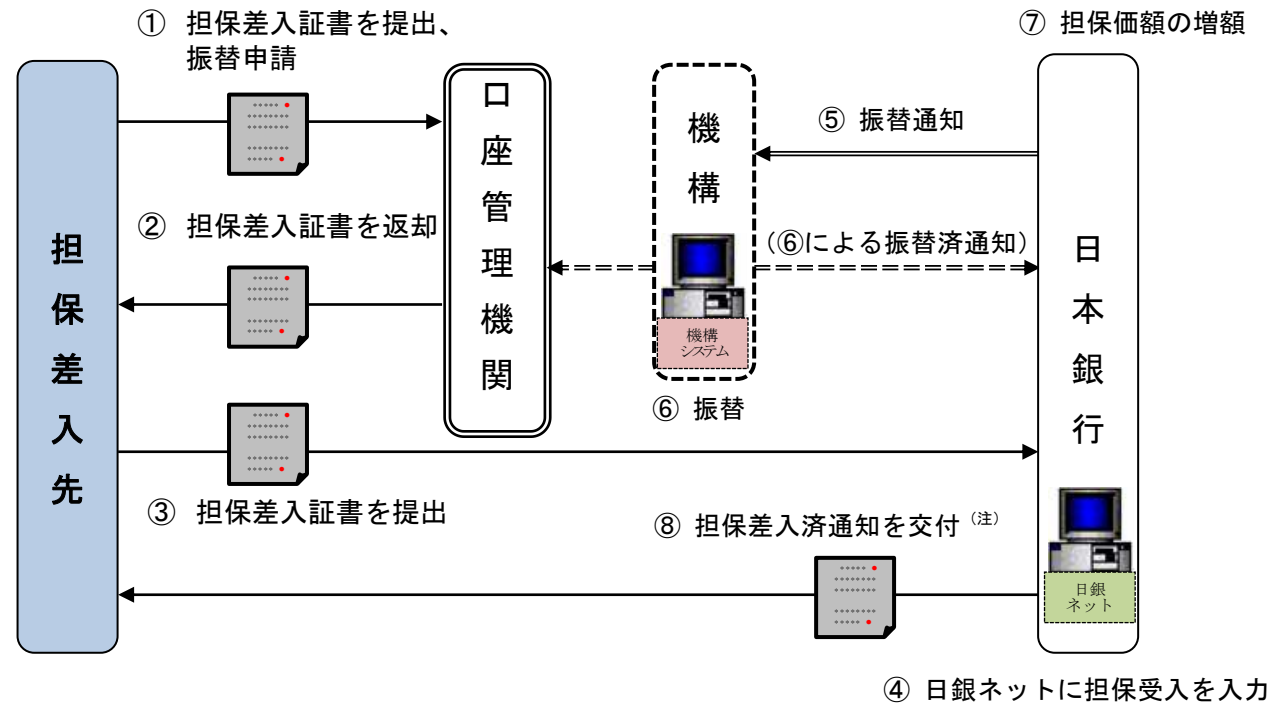 ① 担保差入証書を提出、
振替申請
⑦ 担保価額の増額
担保差入先
口座管理機関
機構
日本銀行
⑤ 振替通知
② 担保差入証書を返却
(⑥による振替済通知)
機構
システム
⑥ 振替
③ 担保差入証書を提出
⑧ 担保差入済通知を交付(注)
日銀
ネット
④ 日銀ネットに担保受入を入力